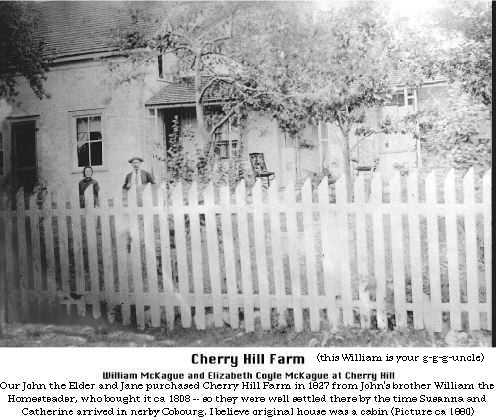 Cherry Hill Farm (this William is your g-g-g-uncle)
William McKague and Elizabeth Coyle McKague at Cherry Hill
Our John the Elder and Jane purchased Cherry Hill Farm in 1827 from John's brother William the
Homesteader, who bought it ca 1808 -- so they were well settled there by the time Susanna and
Catherine arrived in nerby Cobourg. I believe original house was a cabin (Picture ca 1880)